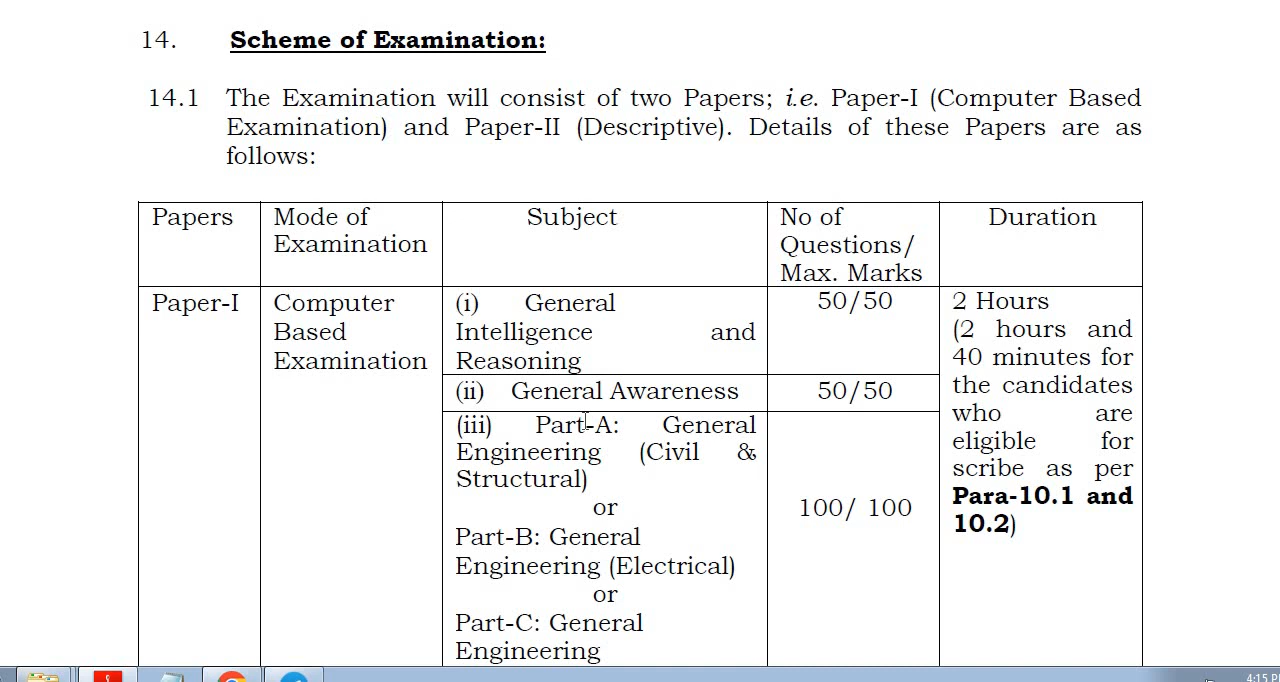 14. Scheme of Examination:
14.1 The Examination will consist of two Papers; i.e. Paper-I (Computer Based
Examination) and Paper-II (Descriptive). Details of these Papers are as
follows:
Papers
Mode of
Examination
Subject
No of
Questions/
Max. Marks
Duration
Paper-I
Computer
Based
Examination
(i) General
Intelligence and
Reasoning
50/50
(ii) General Awareness
50/50
(iii) Part-A: General
Engineering (Civil &
Structural)
or
Part-B: General
Engineering (Electrical)
or
Part-C: General
Engineering
100/ 100
2 Hours
(2 hours and
40 minutes for
the candidates
who are
eligible for
scribe as per
Para-10.1 and
10.2)
4:15 P